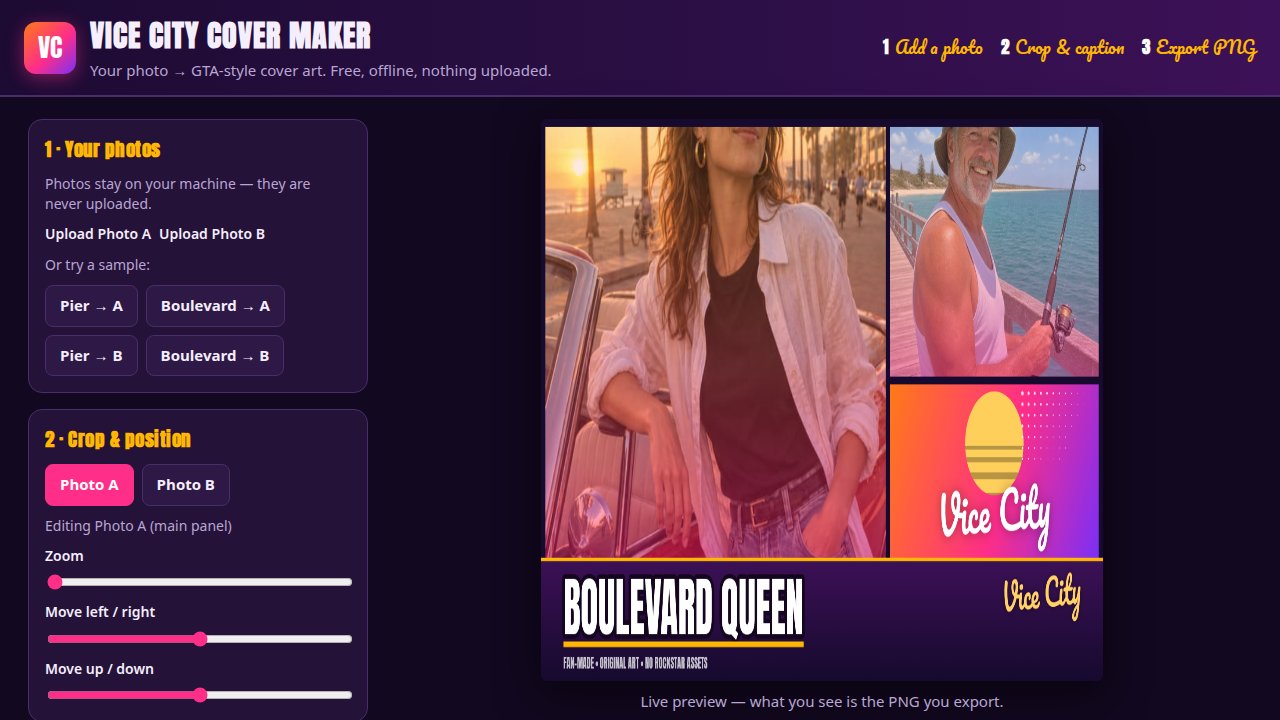 VC
VICE CITY COVER MAKER
Your photo → GTA-style cover art. Free, offline, nothing uploaded.
1 Add a photo 2 Crop & caption 3 Export PNG
1 · Your photos
Photos stay on your machine — they are
never uploaded.
Upload Photo A Upload Photo B
Or try a sample:
Pier → A Boulevard → A
Pier → B Boulevard → B
2 · Crop & position
Photo A Photo B
Editing Photo A (main panel)
Zoom
Move left / right
Move up / down
Vice City
BOULEVARD QUEEN
Vice City
FAN-MADE • ORIGINAL ART • NO ROCKSTAR ASSETS
Live preview — what you see is the PNG you export.